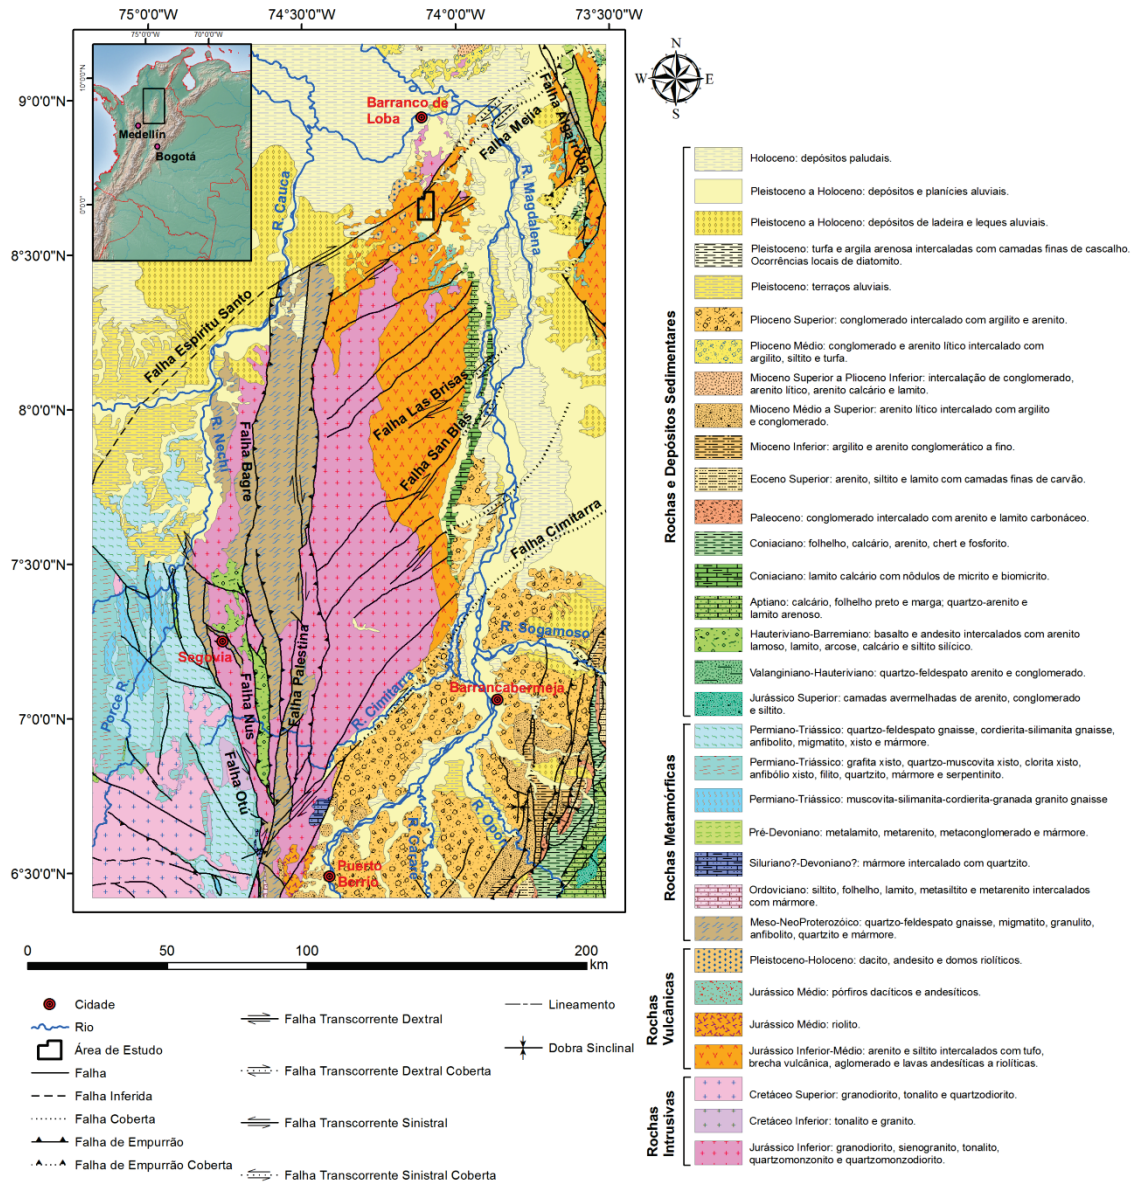 75°0'0"W
74°30'0"W
74°0'0"W
73°30'0"W
9°0'0"N
8°30'0"N
8°0'0"N
7°30'0"N
7°0'0"N
6°30'0"N
75°0'0"W
70°0'0"W
10°0'0"N
0°0'0"
Medellín
Bogotá
N
W
E
S
Barranco de
Loba
Falha Mejía
Falha Algarrobo
R. Magdalena
R. Cauca
Falha Espíritu Santo
R. Nechí
Falha Bagre
Falha Las Brisas
Falha San Blas
Falha Cimitarra
R. Sogamoso
Segovia
Falha Palestina
Barrancabermeja
R. Cimitarra
Porce R.
Falha Nus
Falha Otú
R. Opón
R. Carare
Puerto
Berrío
0
50
100
200
km
Cidade
Rio
Área de Estudo
Falha
Falha Inferida
Falha Coberta
Falha de Empurrão
Falha de Empurrão Coberta
Falha Transcorrente Dextral
Falha Transcorrente Dextral Coberta
Falha Transcorrente Sinistral
Falha Transcorrente Sinistral Coberta
Lineamento
Dobra Sinclinal
Rochas e Depósitos Sedimentares
Holoceno: depósitos paludais.
Pleistoceno a Holoceno: depósitos e planícies aluviais.
Pleistoceno a Holoceno: depósitos de ladeira e leques aluviais.
Pleistoceno: turfa e argila arenosa intercaladas com camadas finas de cascalho.
Ocorrências locais de diatomito.
Pleistoceno: terraços aluviais.
Plioceno Superior: conglomerado intercalado com argilito e arenito.
Plioceno Médio: conglomerado e arenito lítico intercalado com
argilito, siltito e turfa.
Mioceno Superior a Plioceno Inferior: intercalação de conglomerado,
arenito lítico, arenito calcário e lamito.
Mioceno Médio a Superior: arenito lítico intercalado com argilito
e conglomerado.
Mioceno Inferior: argilito e arenito conglomerático a fino.
Eoceno Superior: arenito, siltito e lamito com camadas finas de carvão.
Paleoceno: conglomerado intercalado com arenito e lamito carbonáceo.
Coniaciano: folhelho, calcário, arenito, chert e fosforito.
Coniaciano: lamito calcário com nódulos de micrito e biomicrito.
Aptiano: calcário, folhelho preto e marga; quartzo-arenito e
lamito arenoso.
Hauteriviano-Barremiano: basalto e andesito intercalados com arenito
lamoso, lamito, arcose, calcário e siltito silícico.
Valanginiano-Hauteriviano: quartzo-feldespato arenito e conglomerado.
Jurássico Superior: camadas avermelhadas de arenito, conglomerado
e siltito.
Rochas Metamórficas
Permiano-Triássico: quartzo-feldespato gnaisse, cordierita-silimanita gnaisse,
anfibolito, migmatito, xisto e mármore.
Permiano-Triássico: grafita xisto, quartzo-muscovita xisto, clorita xisto,
anfibólio xisto, filito, quartzito, mármore e serpentinito.
Permiano-Triássico: muscovita-silimanita-cordierita-granada granito gnaisse
Pré-Devoniano: metalamito, metarenito, metaconglomerado e mármore.
Siluriano?-Devoniano?: mármore intercalado com quartzito.
Ordoviciano: siltito, folhelho, lamito, metasiltito e metarenito intercalados
com mármore.
Meso-NeoProterozóico: quartzo-feldespato gnaisse, migmatito, granulito,
anfibolito, quartzito e mármore.
Rochas
Vulcânicas
Pleistoceno-Holoceno: dacito, andesito e domos riolíticos.
Jurássico Médio: pórfiros dacíticos e andesíticos.
Jurássico Médio: riolito.
Jurássico Inferior-Médio: arenito e siltito intercalados com tufo,
brecha vulcânica, aglomerado e lavas andesíticas a riolíticas.
Rochas
Intrusivas
Cretáceo Superior: granodiorito, tonalito e quartzodiorito.
Cretáceo Inferior: tonalito e granito.
Jurássico Inferior: granodiorito, sienogranito, tonalito,
quartzomonzonito e quartzomonzodiorito.